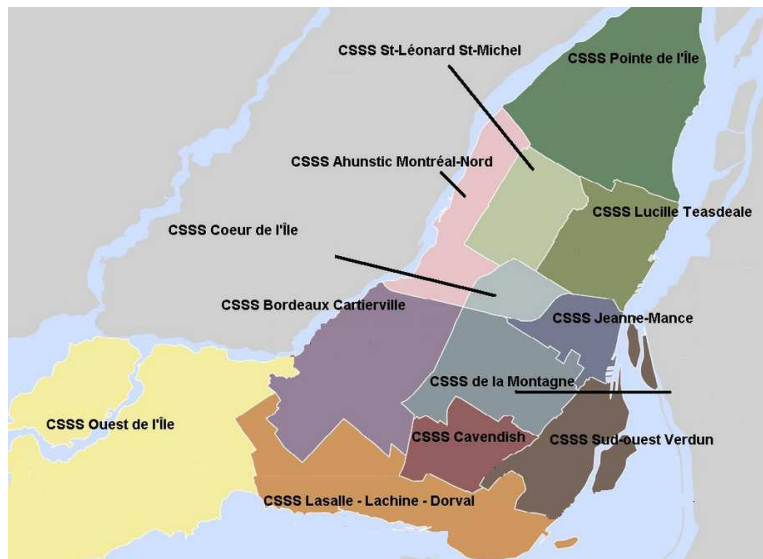 CSSS St-Léonard St-Michel
CSSS Pointe de l'Île
CSSS Ahunstic Montréal-Nord
CSSS Lucille Teasdeale
CSSS Coeur de l'Île
CSSS Bordeaux Cartierville
CSSS Jeanne-Mance
CSSS de la Montagne
CSSS Ouest de l'Île
CSSS Cavendish
CSSS Sud-ouest Verdun
CSSS Lasalle - Lachine - Dorval